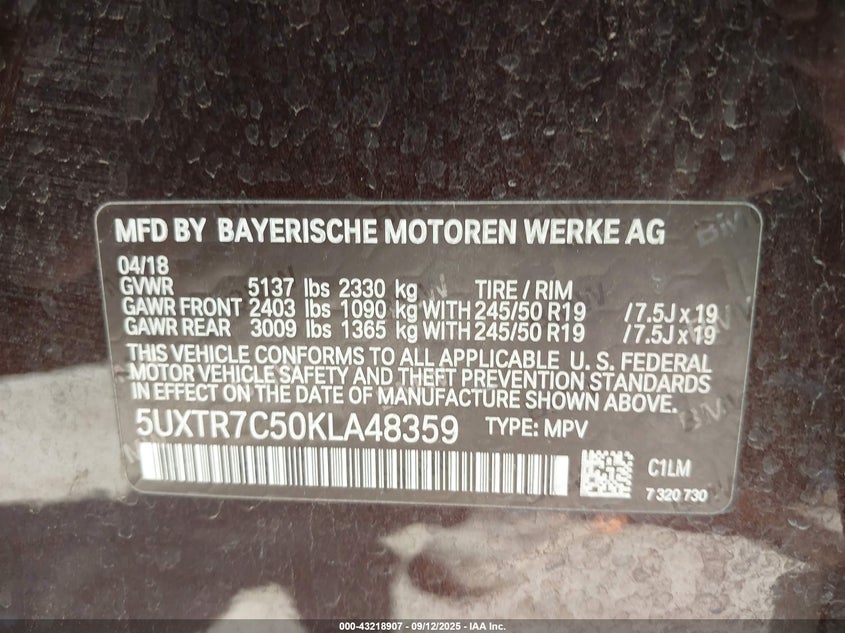 MFD BY BAYERISCHE MOTOREN WERKE AG
04/18
GVWR 5137 lbs 2330 kg TIRE / RIM
GAWR FRONT 2403 lbs 1090 kg WITH 245/50 R19 /7.5J x 19
GAWR REAR 3009 lbs 1365 kg WITH 245/50 R19 /7.5J x 19
THIS VEHICLE CONFORMS TO ALL APPLICABLE U. S. FEDERAL
MOTOR VEHICLE SAFETY AND THEFT PREVENTION STANDARDS
IN EFFECT ON THE DATE OF MANUFACTURE SHOWN ABOVE.
5UXTR7C50KLA48359 TYPE: MPV
C1LM
7 320 730
000-43218907 - 09/12/2025 - IAA Inc.